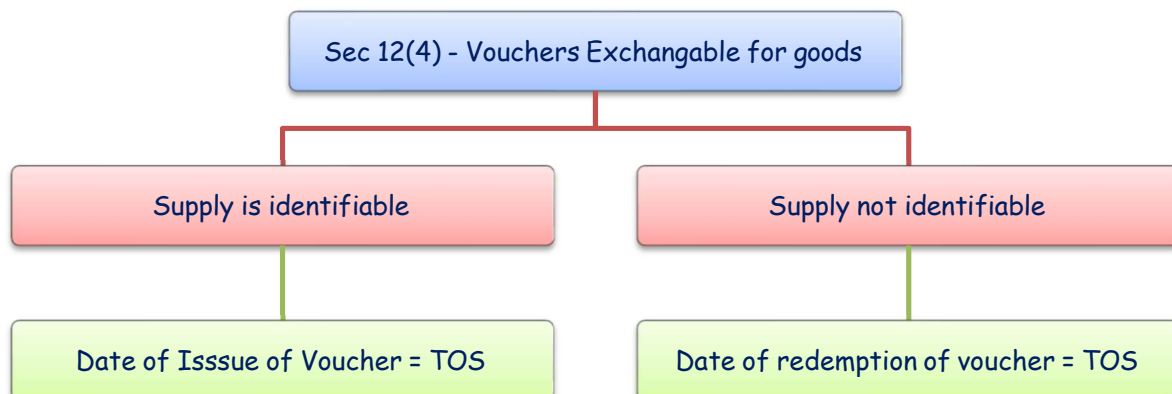 Sec 12(4) - Vouchers Exchangable for goods
Supply is identifiable
Supply not identifiable
Date of Isssue of Voucher = TOS
Date of redemption of voucher = TOS